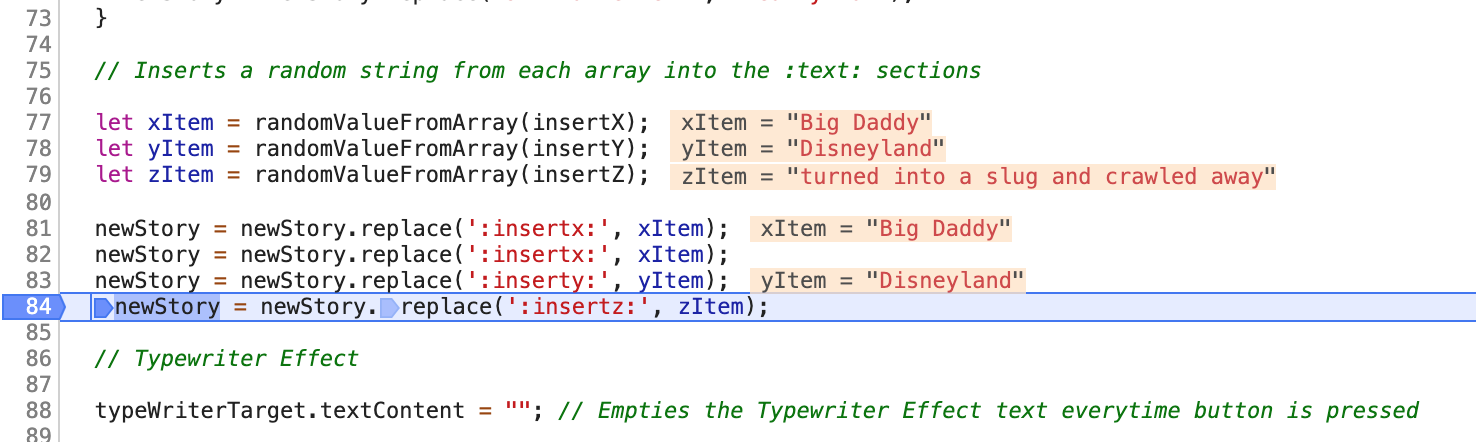 73 }
74
75 // Inserts a random string from each array into the :text: sections
76
77 let xItem = randomValueFromArray(insertX); xItem = "Big Daddy"
78 let yItem = randomValueFromArray(insertY); yItem = "Disneyland"
79 let zItem = randomValueFromArray(insertZ); zItem = "turned into a slug and crawled away"
80
81 newStory = newStory.replace(':insertx:', xItem); xItem = "Big Daddy"
82 newStory = newStory.replace(':insertx:', xItem);
83 newStory = newStory.replace(':inserty:', yItem); yItem = "Disneyland"
84 newStory = newStory.replace(':insertz:', zItem);
85
86 // Typewriter Effect
87
88 typeWriterTarget.textContent = ""; // Empties the Typewriter Effect text everytime button is pressed
89